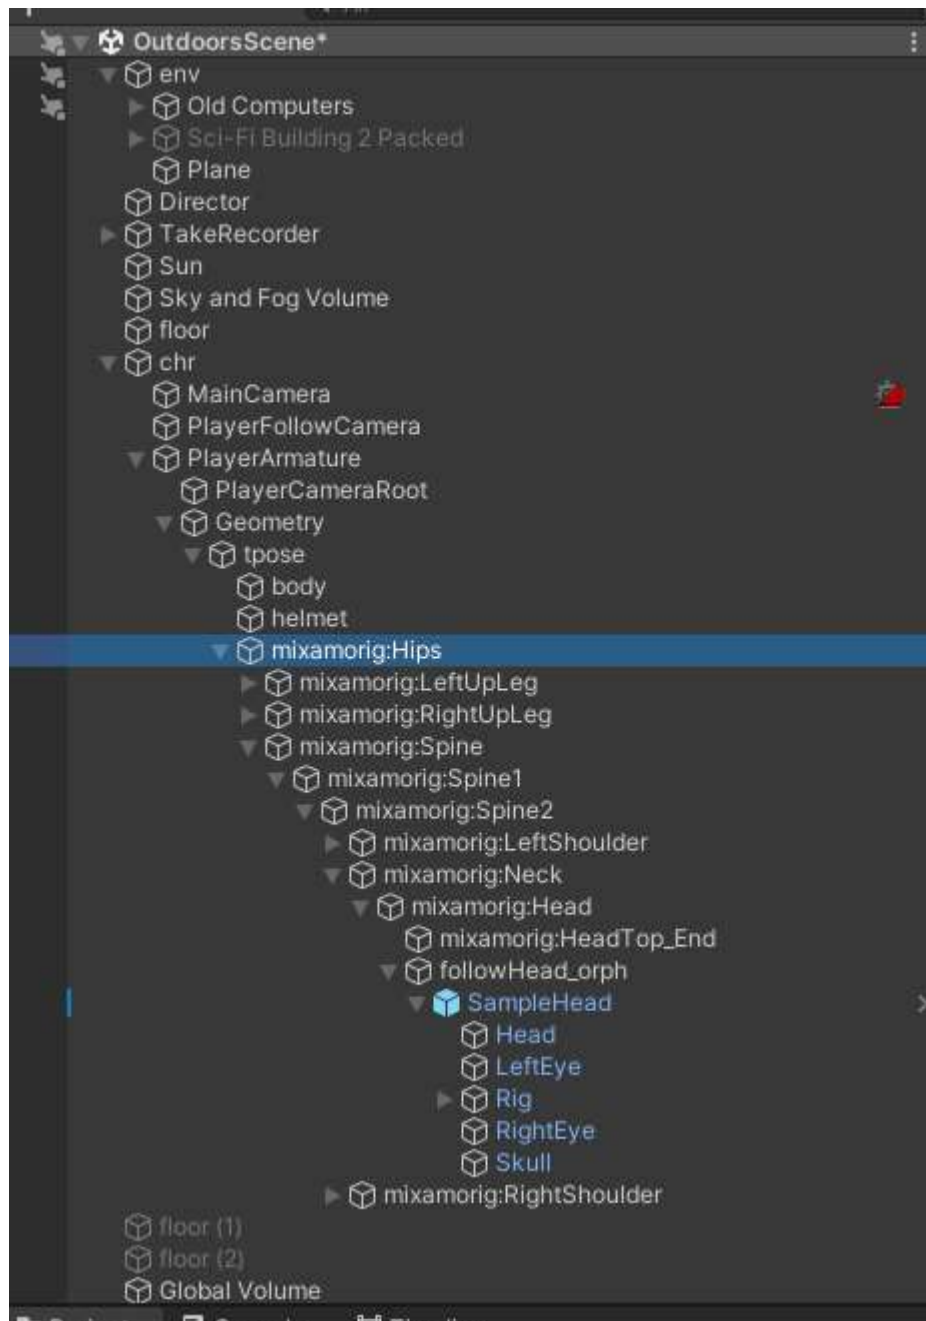 OutdoorsScene*
env
Old Computers
Sci-Fi Building 2 Packed
Plane
Director
TakeRecorder
Sun
Sky and Fog Volume
floor
chr
MainCamera
PlayerFollowCamera
PlayerArmature
PlayerCameraRoot
Geometry
tpose
body
helmet
mixamorig:Hips
mixamorig:LeftUpLeg
mixamorig:RightUpLeg
mixamorig:Spine
mixamorig:Spine1
mixamorig:Spine2
mixamorig:LeftShoulder
mixamorig:Neck
mixamorig:Head
mixamorig:HeadTop_End
followHead_orph
SampleHead
Head
LeftEye
Rig
RightEye
Skull
mixamorig:RightShoulder
floor (1)
floor (2)
Global Volume